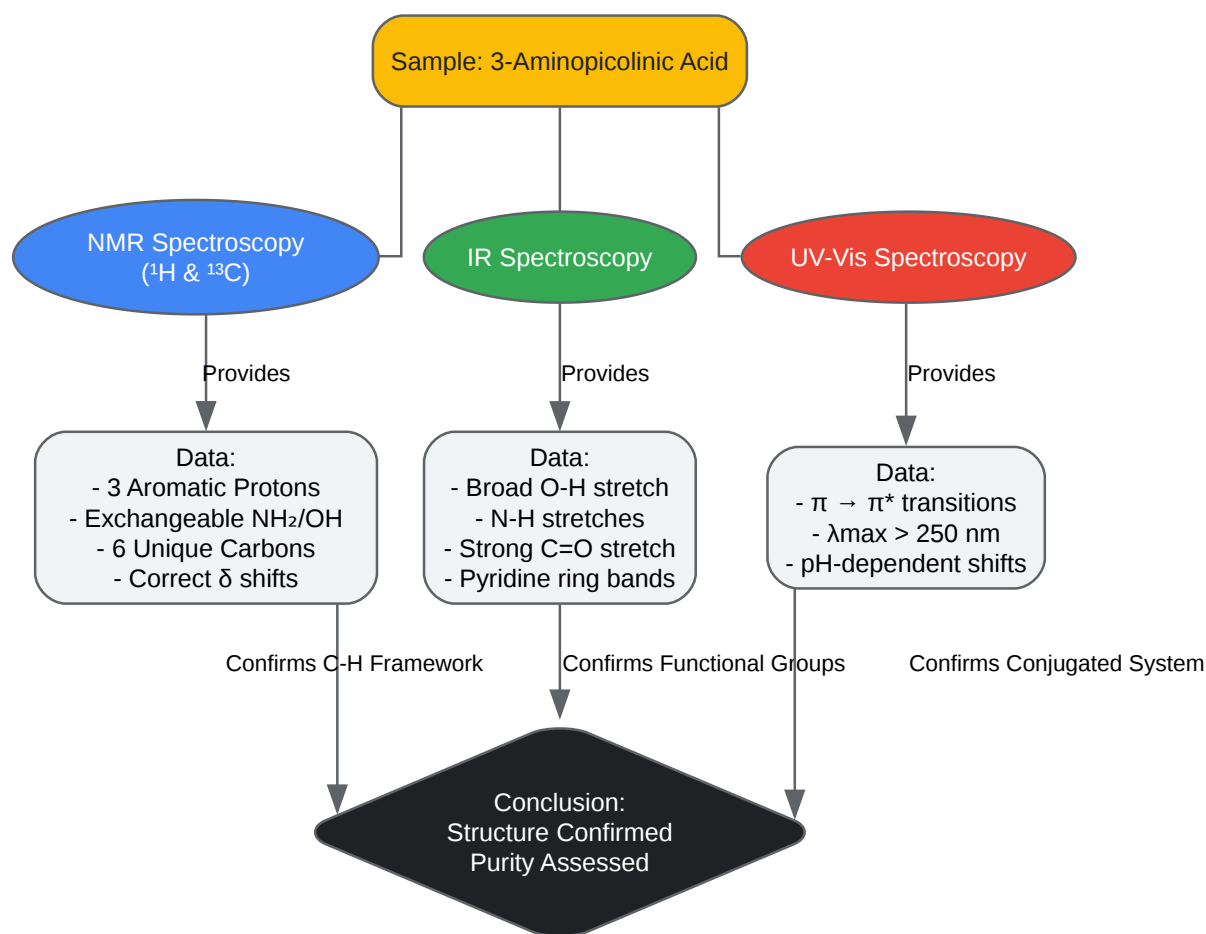 Sample: 3-Aminopicolinic Acid
NMR Spectroscopy
(¹H & ¹³C)
IR Spectroscopy
UV-Vis Spectroscopy
Provides
Provides
Provides
Data:
- 3 Aromatic Protons
- Exchangeable NH₂/OH
- 6 Unique Carbons
- Correct δ shifts
Data:
- Broad O-H stretch
- N-H stretches
- Strong C=O stretch
- Pyridine ring bands
Data:
- π → π* transitions
- λmax > 250 nm
- pH-dependent shifts
Confirms C-H Framework
Confirms Functional Groups
Confirms Conjugated System
Conclusion:
Structure Confirmed
Purity Assessed